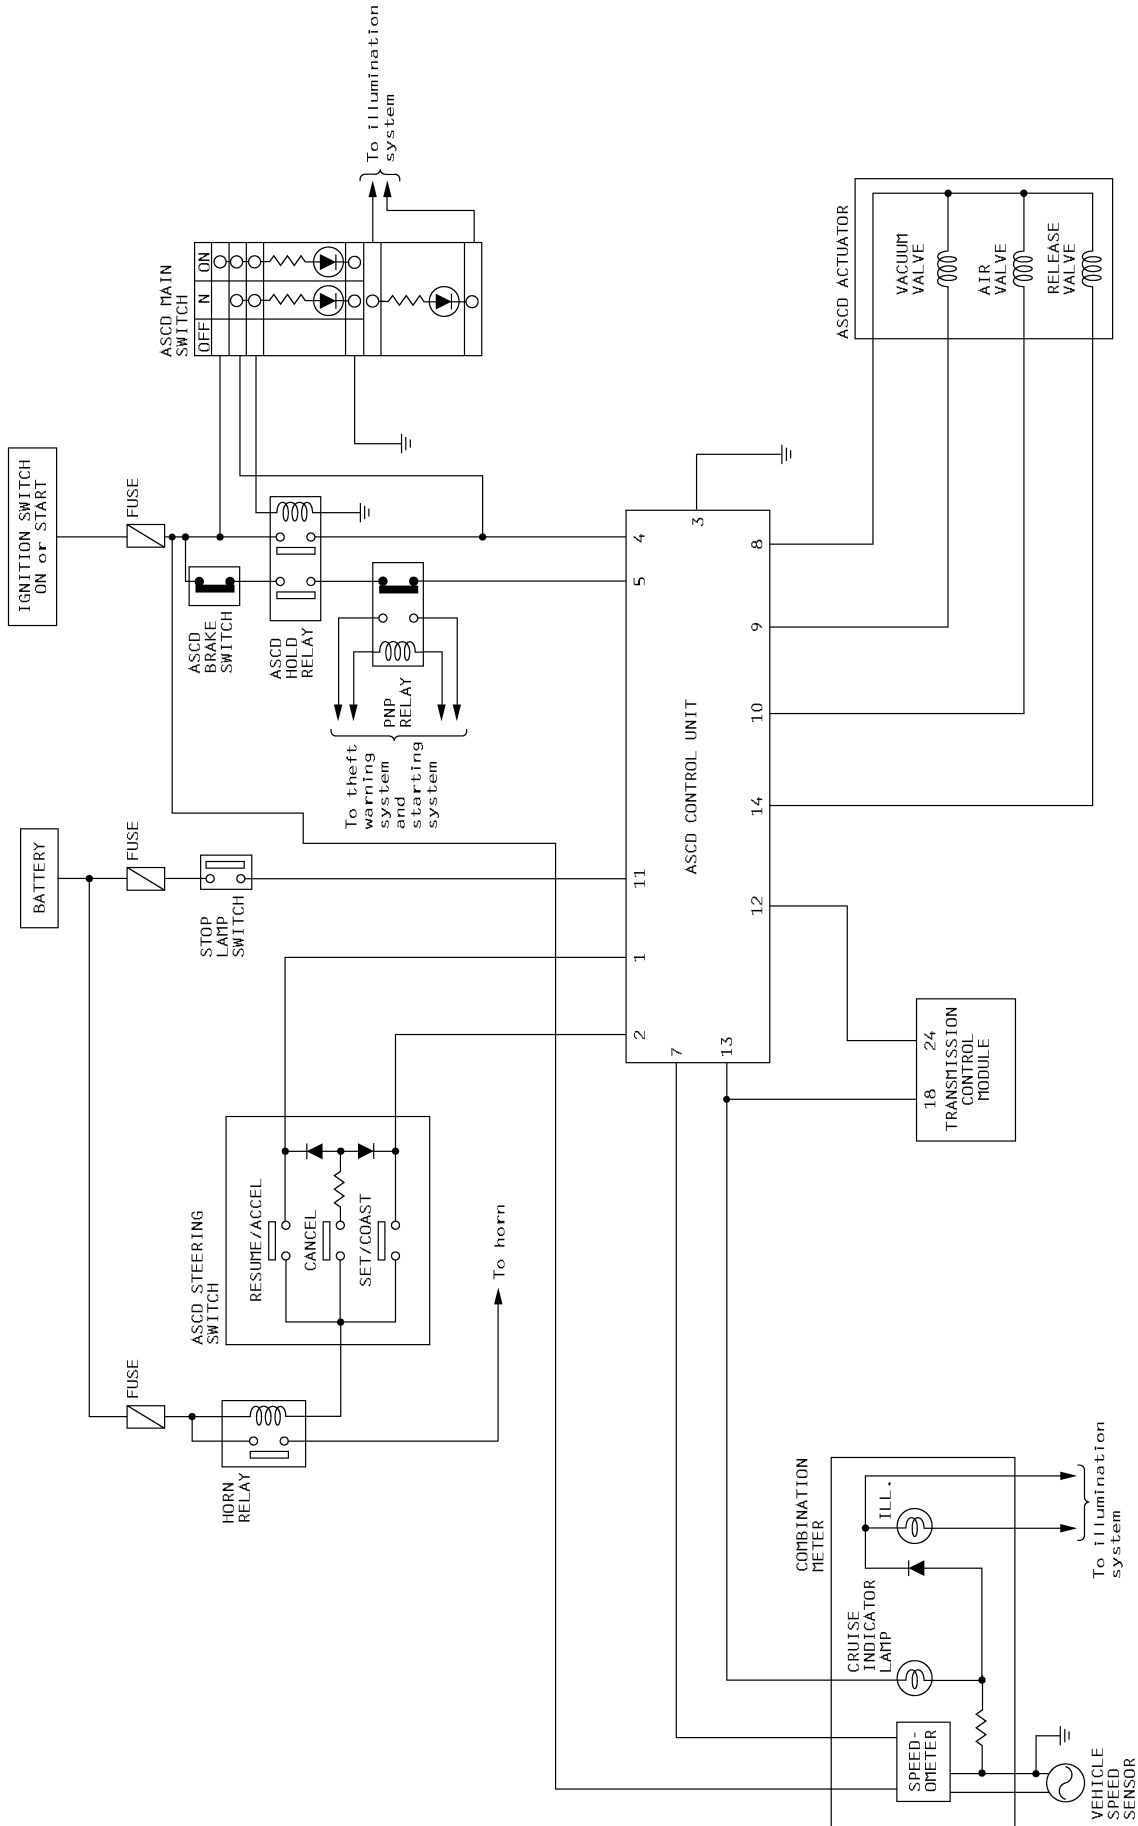 IGNITION SWITCH
ON or START
FUSE
BATTERY
FUSE
FUSE
ASCD MAIN
SWITCH
OFF
N
ON
To illumination
system
ASCD
BRAKE
SWITCH
ASCD
HOLD
RELAY
PNP
RELAY
To theft
warning
system
and
starting
system
STOP
LAMP
SWITCH
ASCD STEERING
SWITCH
RESUME/ACCEL
CANCEL
SET/COAST
HORN
RELAY
To horn
ASCD CONTROL UNIT
4
5
11
1
2
3
8
9
10
14
12
7
13
ASCD ACTUATOR
VACUUM
VALVE
AIR
VALVE
RELEASE
VALVE
24
18
TRANSMISSION
CONTROL
MODULE
COMBINATION
METER
ILL.
CRUISE
INDICATOR
LAMP
SPEED-
OMETER
To illumination
system
VEHICLE
SPEED
SENSOR